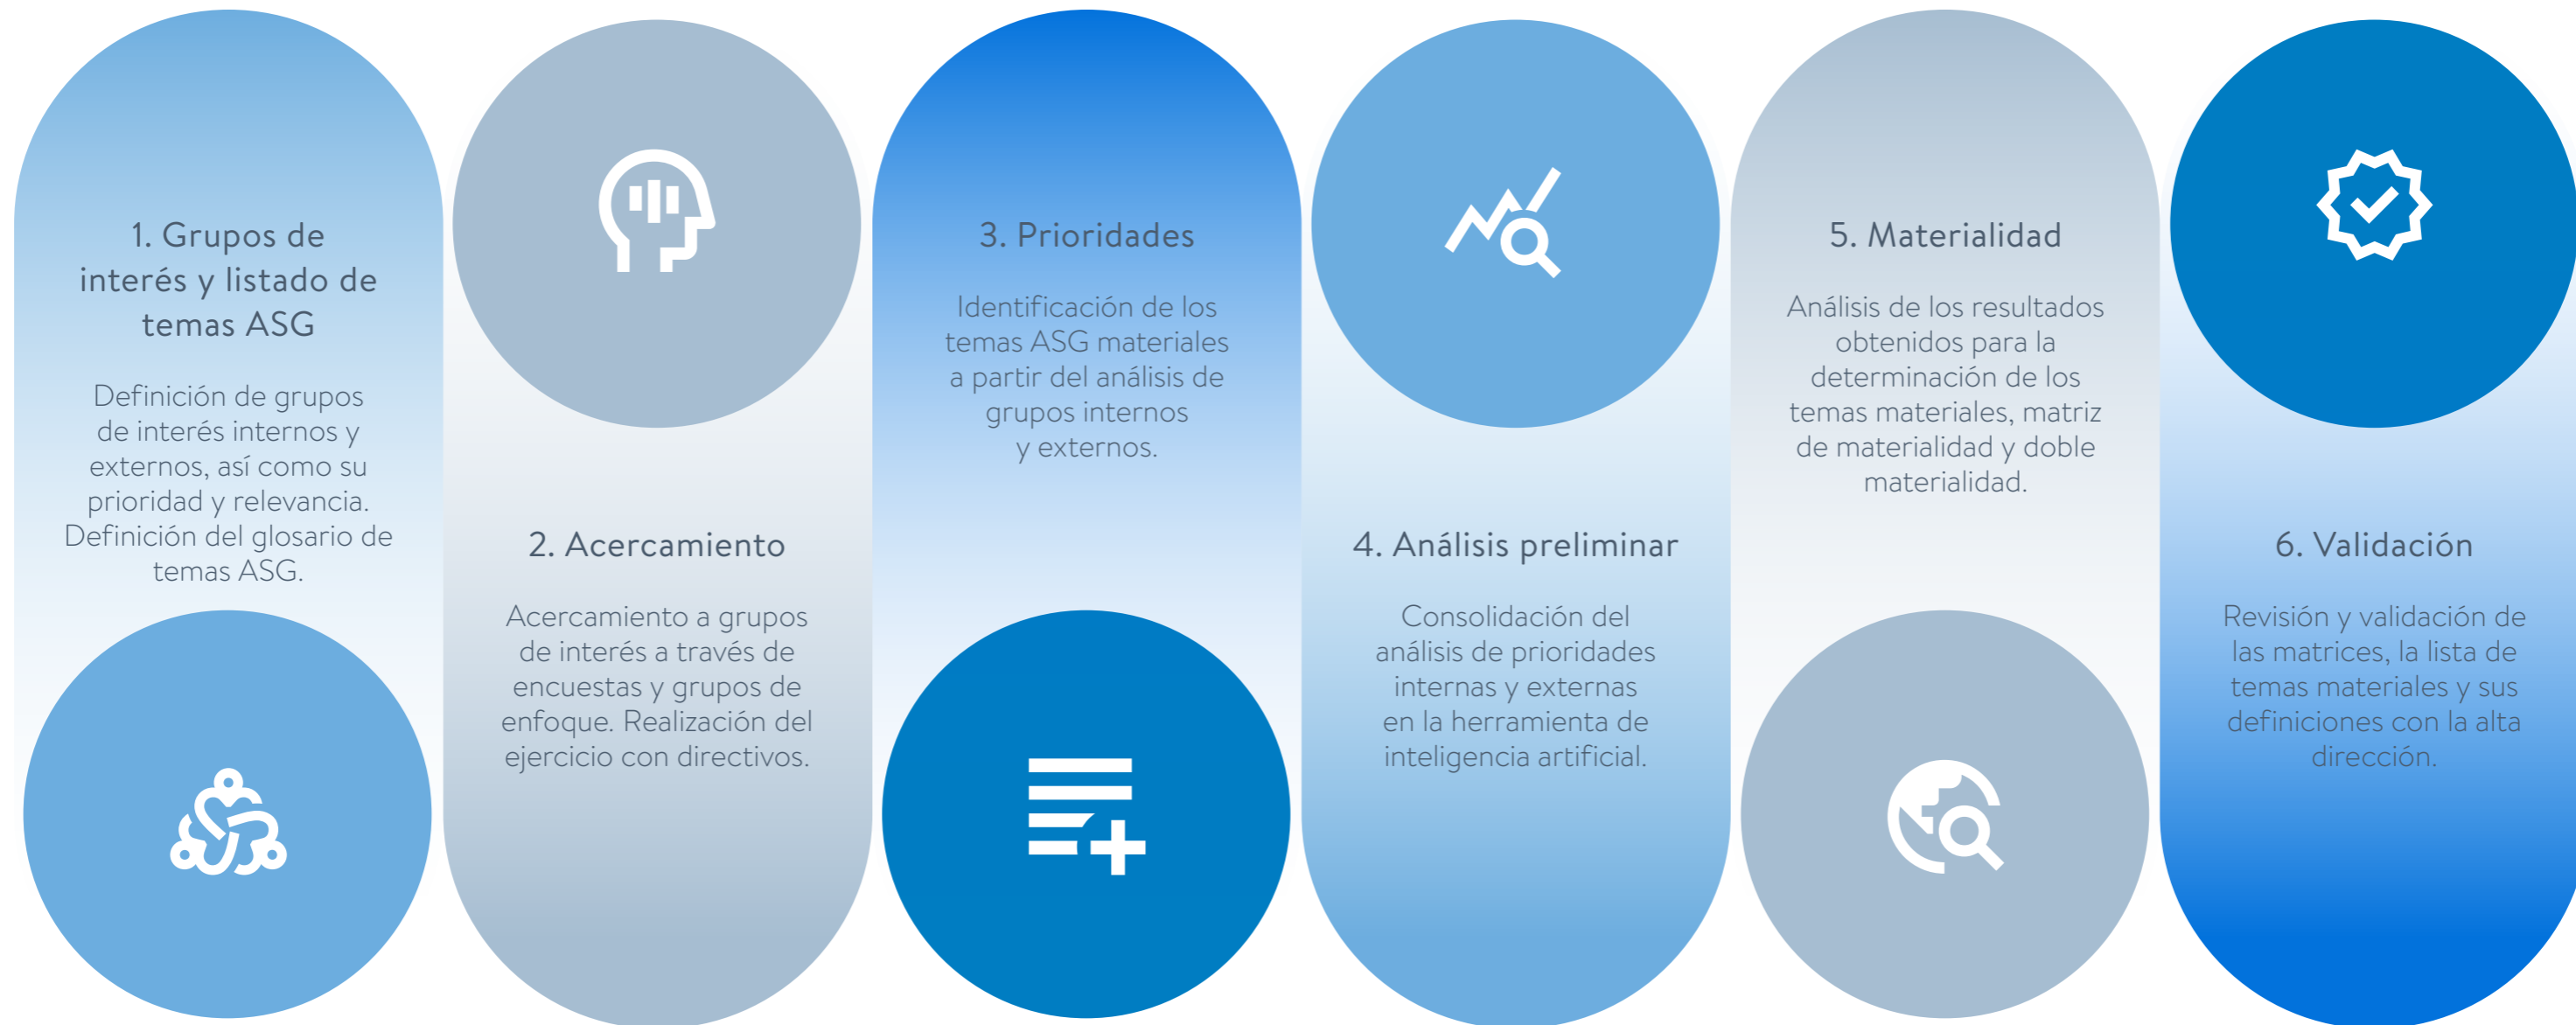 1. Grupos de
interés y listado de
temas ASG
Definición de grupos
de interés internos y
externos, así como su
prioridad y relevancia.
Definición del glosario de
temas ASG.
2. Acercamiento
Acercamiento a grupos
de interés a través de
encuestas y grupos de
enfoque. Realización del
ejercicio con directivos.
3. Prioridades
Identificación de los
temas ASG materiales
a partir del análisis de
grupos internos
y externos.
4. Análisis preliminar
Consolidación del
análisis de prioridades
internas y externas
en la herramienta de
inteligencia artificial.
5. Materialidad
Análisis de los resultados
obtenidos para la
determinación de los
temas materiales, matriz
de materialidad y doble
materialidad.
6. Validación
Revisión y validación de
las matrices, la lista de
temas materiales y sus
definiciones con la alta
dirección.